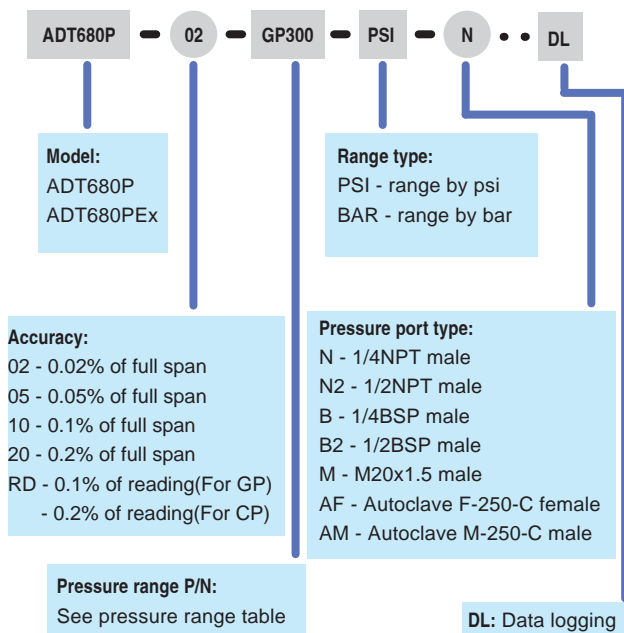 ADT680P - 02 - GP300 - PSI - N • • DL
Model:
ADT680P
ADT680PEx
Range type:
PSI - range by psi
BAR - range by bar
Accuracy:
02 - 0.02% of full span
05 - 0.05% of full span
10 - 0.1% of full span
20 - 0.2% of full span
RD - 0.1% of reading(For GP)
- 0.2% of reading(For CP)
Pressure port type:
N - 1/4NPT male
N2 - 1/2NPT male
B - 1/4BSP male
B2 - 1/2BSP male
M - M20x1.5 male
AF - Autoclave F-250-C female
AM - Autoclave M-250-C male
Pressure range P/N:
See pressure range table
DL: Data logging